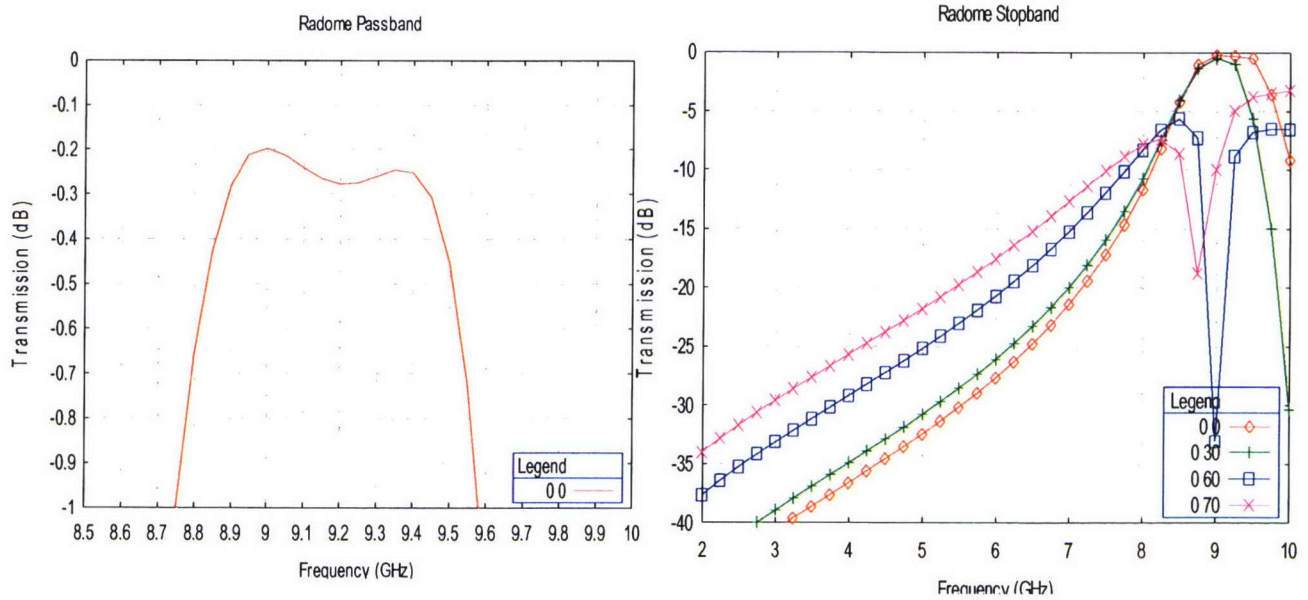 Radome Passband
0
-0.1
-0.2
-0.3
-0.4
-0.5
-0.6
-0.7
-0.8
-0.9
-1
Transmission (dB)
Legend
0 0
8.5 8.6 8.7 8.8 8.9 9 9.1 9.2 9.3 9.4 9.5 9.6 9.7 9.8 9.9 10
Frequency (GHz)
Radome Stopband
0
-5
-10
-15
-20
-25
-30
-35
-40
Transmission (dB)
Legend
0 0
0 30
0 60
0 70
2 3 4 5 6 7 8 9 10
Frequency (GHz)